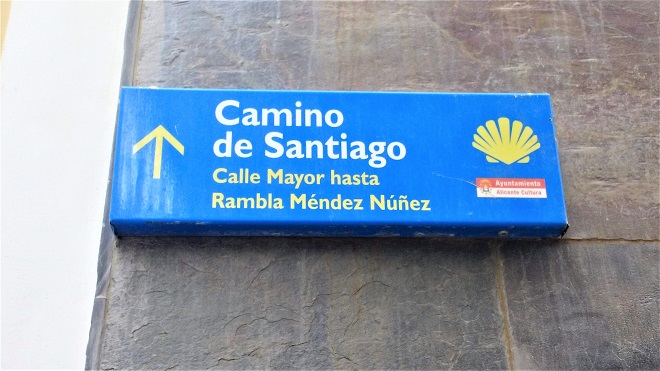 Camino
de Santiago
Calle Mayor hasta
Rambla Méndez Núñez
Ayuntamiento
Alicante Cultura